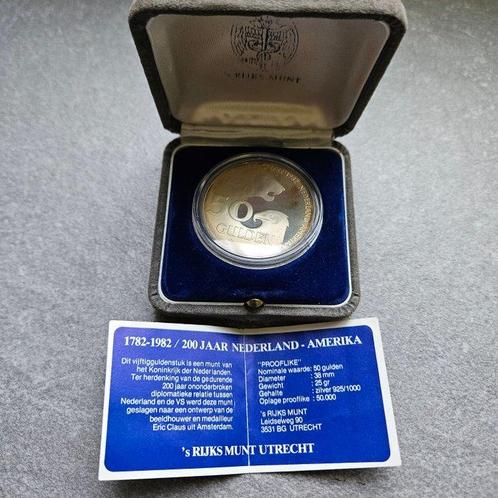 'S RIJKS MUNT
NEDERLAND-AMERIKA
50
GULDEN
1782-1982 / 200 JAAR NEDERLAND - AMERIKA
Dit vijftigguldenstuk is een munt van
het Koninkrijk der Nederlanden.
Ter herdenking van de gedurende
200 jaar ononderbroken
diplomatieke relatie tussen
Nederland en de VS werd deze munt
geslagen naar een ontwerp van de
beeldhouwer en medailleur
Eric Claus uit Amsterdam.
"PROOFLIKE"
Nominale waarde: 50 gulden
Diameter : 38 mm
Gewicht : 25 gr
Gehalte : zilver 925/1000
Oplage prooflike : 50.000
's RIJKS MUNT
Leidseweg 90
3531 BG UTRECHT
's RIJKS MUNT UTRECHT